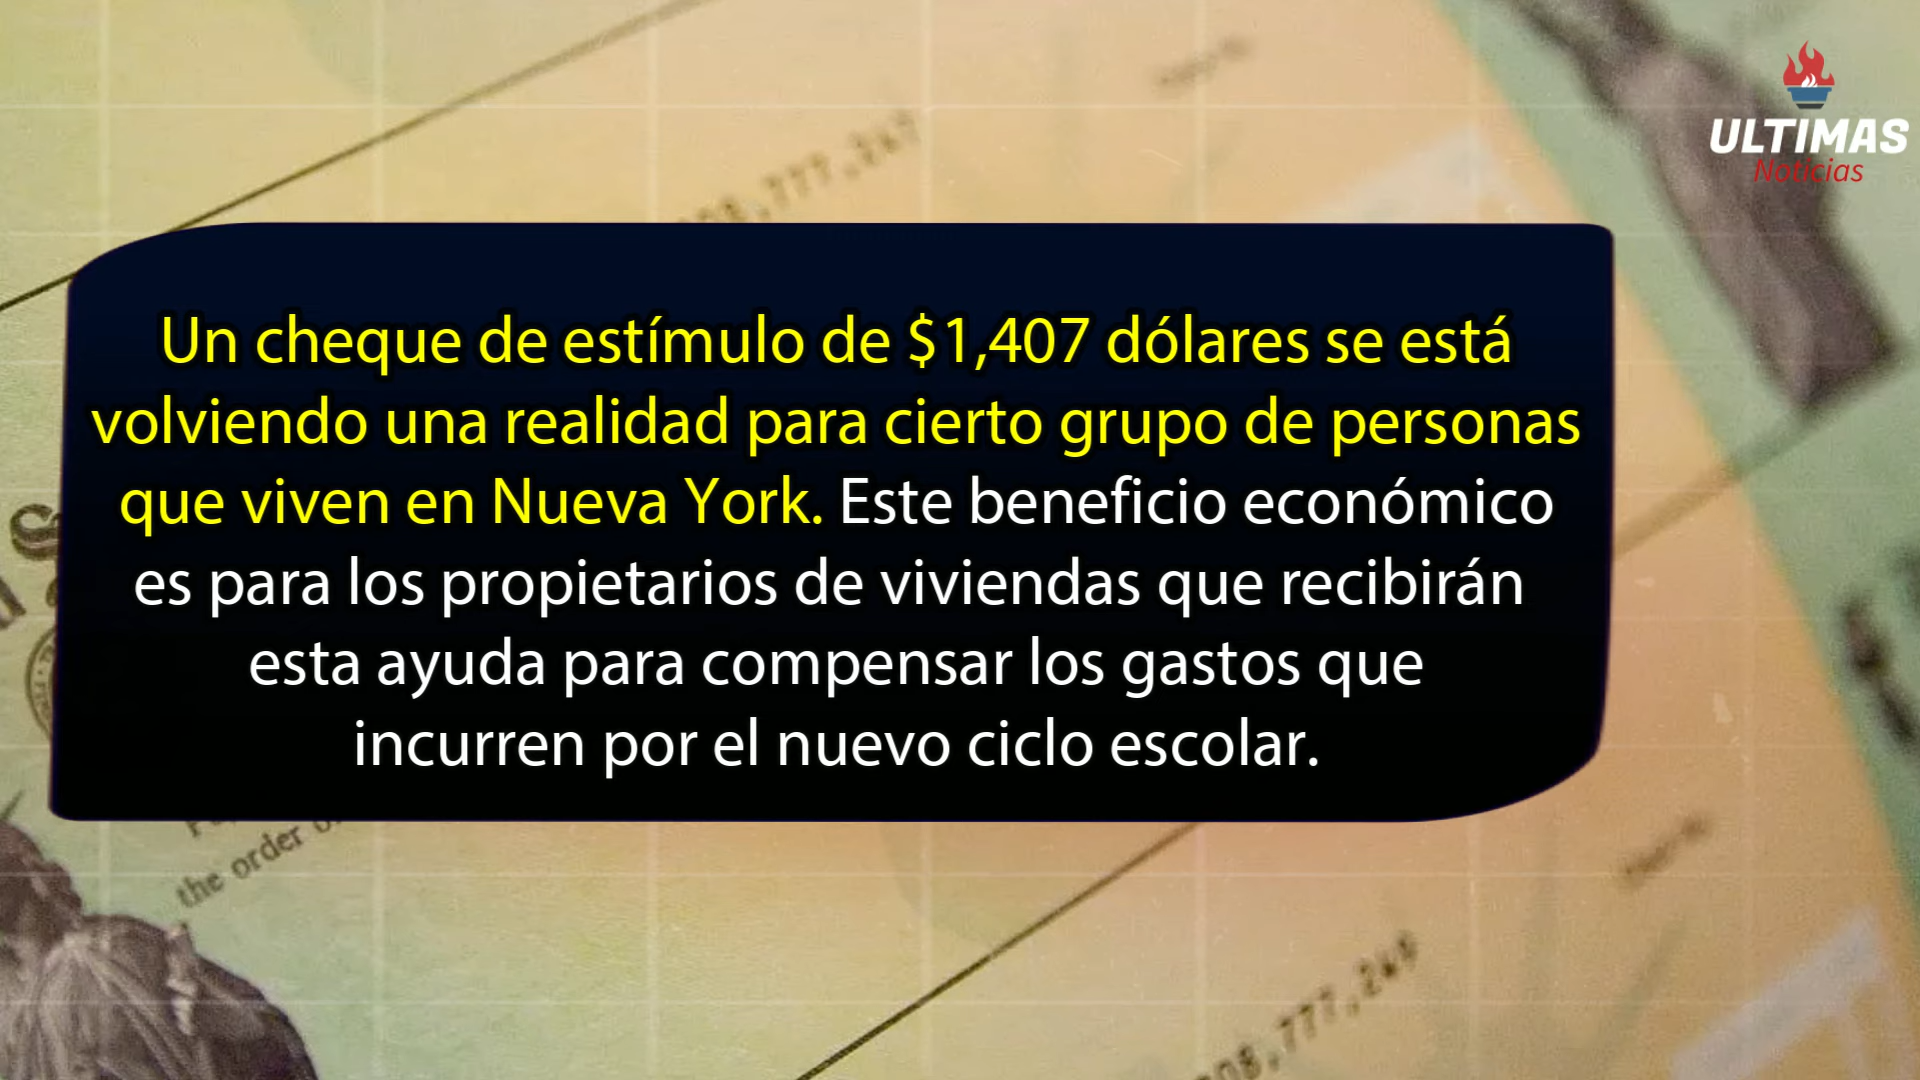 ULTIMAS
Noticias
Un cheque de estímulo de $1,407 dólares se está
volviendo una realidad para cierto grupo de personas
que viven en Nueva York. Este beneficio económico
es para los propietarios de viviendas que recibirán
esta ayuda para compensar los gastos que
incurren por el nuevo ciclo escolar.
the order